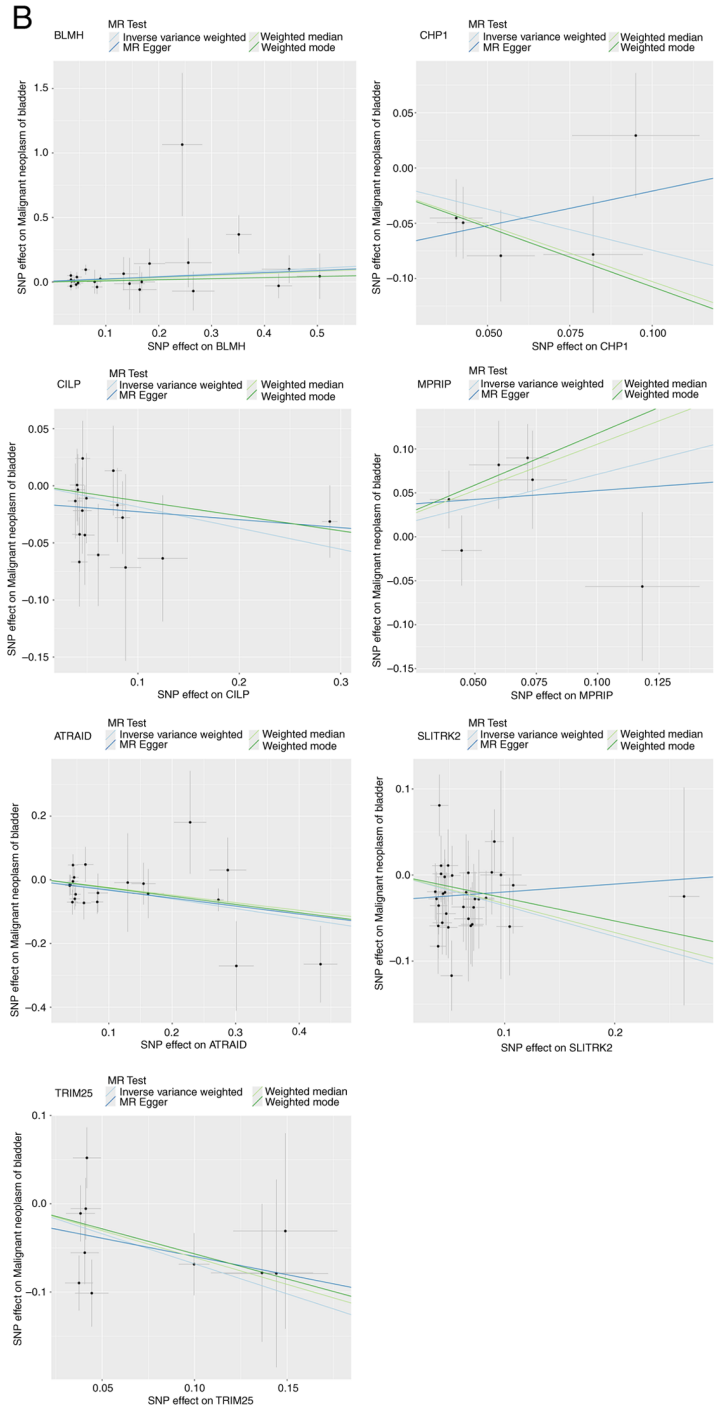 B
BLMH
MR Test
Inverse variance weighted
Weighted median
MR Egger
Weighted mode
SNP effect on Malignant neoplasm of bladder
1.5
1.0
0.5
0.0
0.1
0.2
0.3
0.4
0.5
SNP effect on BLMH
CHP1
MR Test
Inverse variance weighted
Weighted median
MR Egger
Weighted mode
SNP effect on Malignant neoplasm of bladder
0.05
0.00
−0.05
−0.10
0.050
0.075
0.100
SNP effect on CHP1
CILP
MR Test
Inverse variance weighted
Weighted median
MR Egger
Weighted mode
SNP effect on Malignant neoplasm of bladder
0.05
0.00
−0.05
−0.10
−0.15
0.1
0.2
0.3
SNP effect on CILP
MPRIP
MR Test
Inverse variance weighted
Weighted median
MR Egger
Weighted mode
SNP effect on Malignant neoplasm of bladder
0.10
0.05
0.00
−0.05
−0.10
−0.15
0.050
0.075
0.100
0.125
SNP effect on MPRIP
ATRAID
MR Test
Inverse variance weighted
Weighted median
MR Egger
Weighted mode
SNP effect on Malignant neoplasm of bladder
0.2
0.0
−0.2
−0.4
0.1
0.2
0.3
0.4
SNP effect on ATRAID
SLITRK2
MR Test
Inverse variance weighted
Weighted median
MR Egger
Weighted mode
SNP effect on Malignant neoplasm of bladder
0.1
0.0
−0.1
0.1
0.2
SNP effect on SLITRK2
TRIM25
MR Test
Inverse variance weighted
Weighted median
MR Egger
Weighted mode
SNP effect on Malignant neoplasm of bladder
0.1
0.0
−0.1
0.05
0.10
0.15
SNP effect on TRIM25